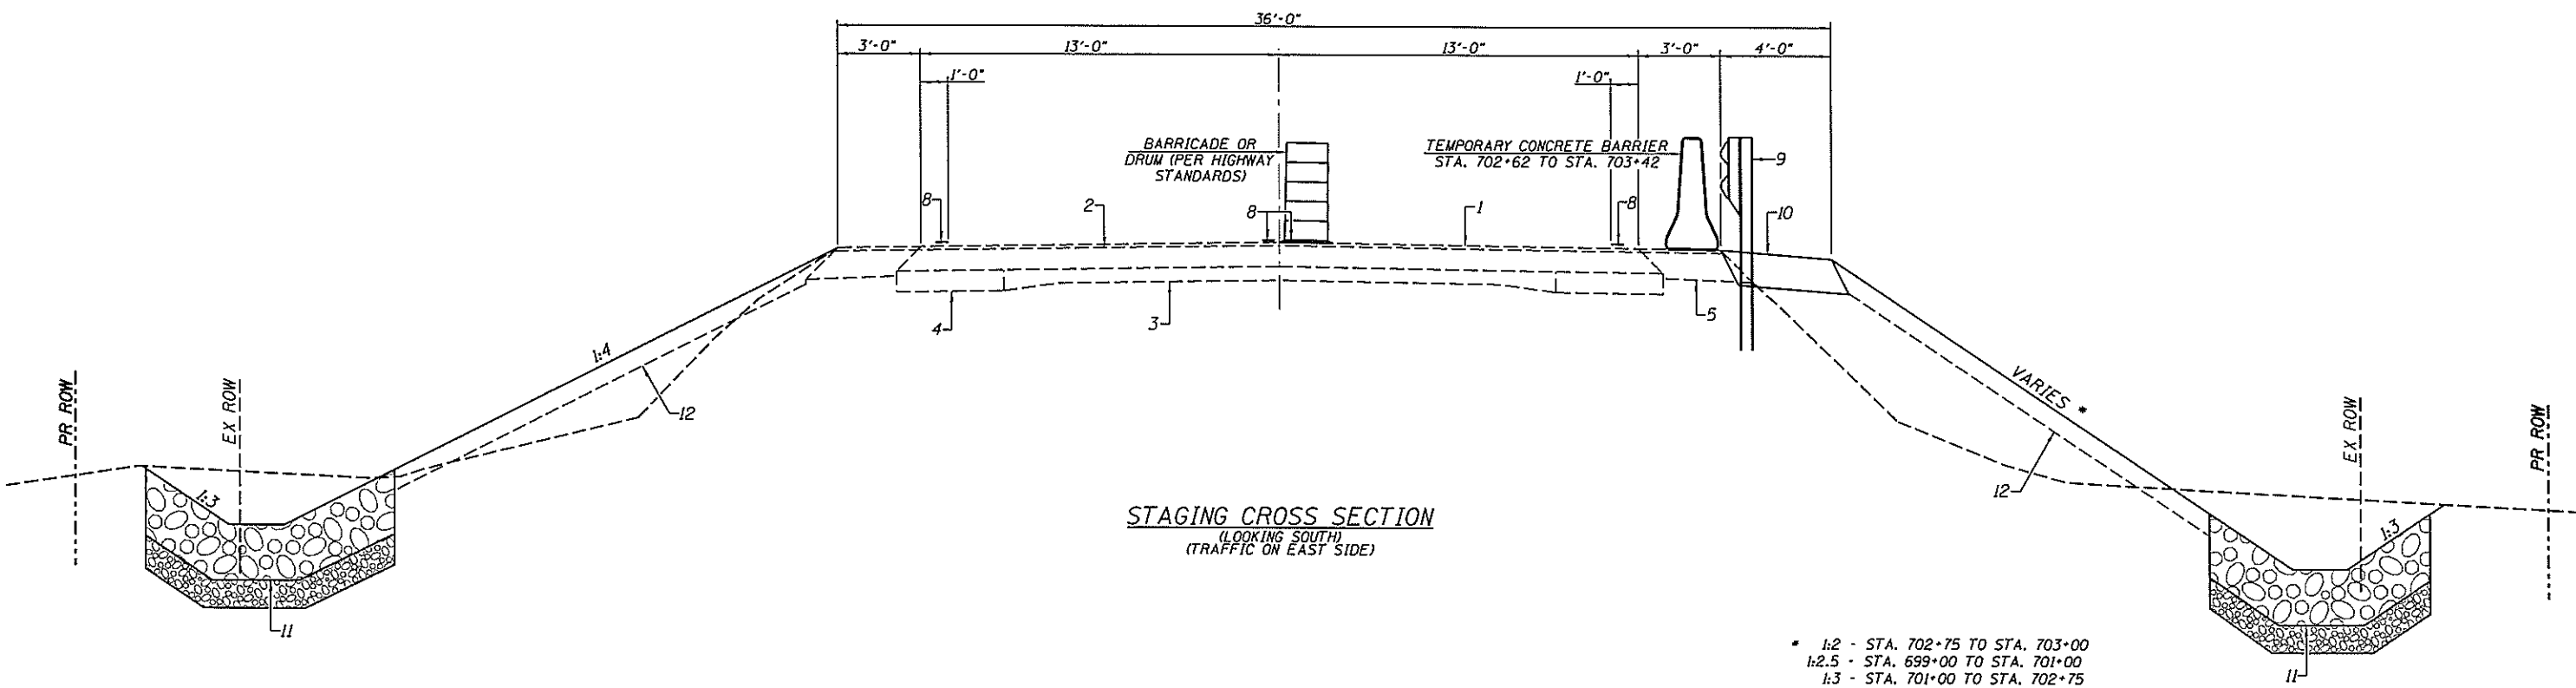 36'-0"
3'-0" 13'-0" 13'-0" 3'-0" 4'-0"
1'-0" 1'-0"
BARRICADE OR
DRUM (PER HIGHWAY
STANDARDS)
TEMPORARY CONCRETE BARRIER
STA. 702+62 TO STA. 703+42
9
8 2 8 1 8 10
4 3 5
1:4
12
VARIES *
12
PR ROW
EX ROW
EX ROW
PR ROW
1:3
1:3
11
STAGING CROSS SECTION
(LOOKING SOUTH)
(TRAFFIC ON EAST SIDE)
* 1:2 - STA. 702+75 TO STA. 703+00
1:2.5 - STA. 699+00 TO STA. 701+00
1:3 - STA. 701+00 TO STA. 702+75
11